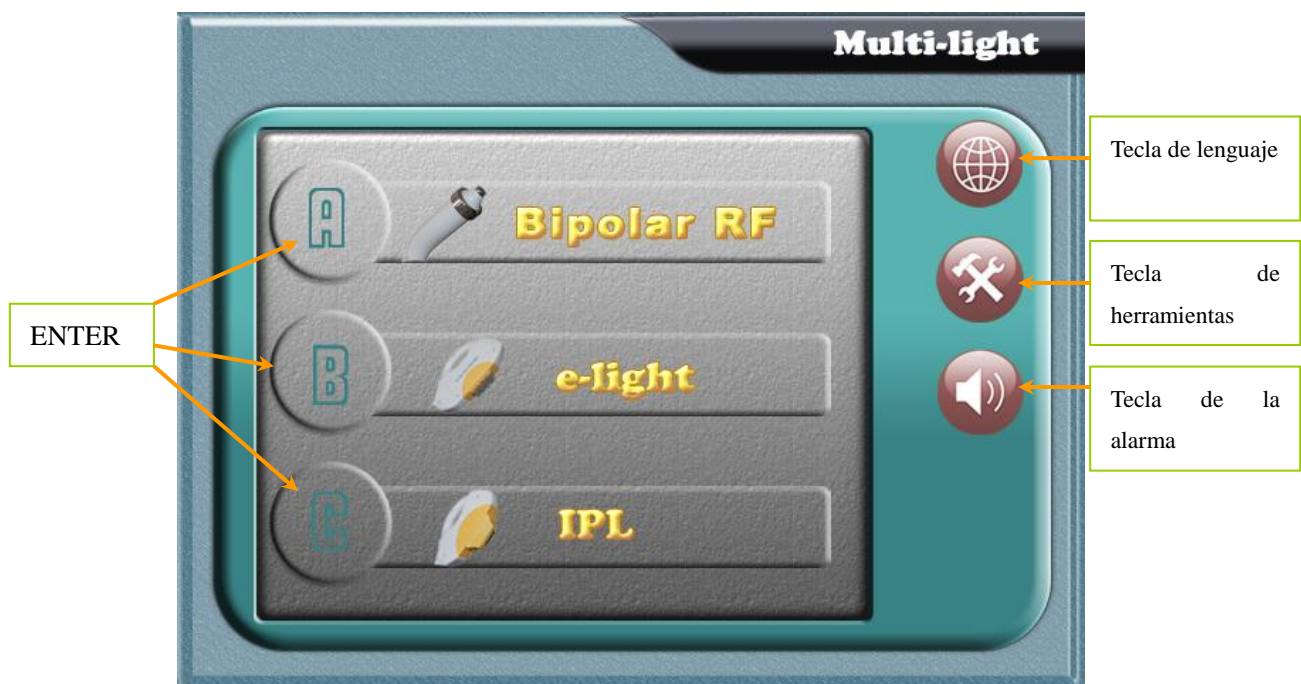 Multi-light
Tecla de lenguaje
A
Bipolar RF
Tecla de
herramientas
ENTER
B
e-light
Tecla de la
alarma
C
IPL